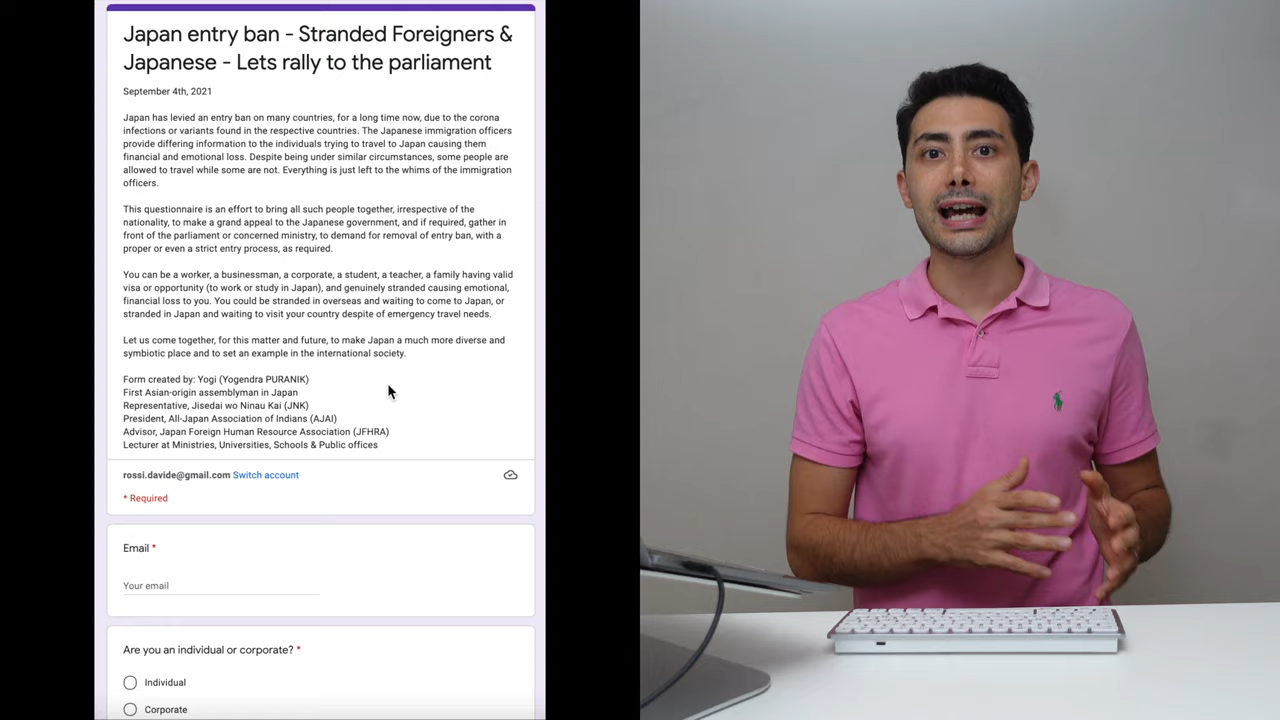 Japan entry ban - Stranded Foreigners &
Japanese - Lets rally to the parliament
September 4th, 2021
Japan has levied an entry ban on many countries, for a long time now, due to the corona
infections or variants found in the respective countries. The Japanese immigration officers
provide differing information to the individuals trying to travel to Japan causing them
financial and emotional loss. Despite being under similar circumstances, some people are
allowed to travel while some are not. Everything is just left to the whims of the immigration
officers.
This questionnaire is an effort to bring all such people together, irrespective of the
nationality, to make a grand appeal to the Japanese government, and if required, gather in
front of the parliament or concerned ministry, to demand for removal of entry ban, with a
proper or even a strict entry process, as required.
You can be a worker, a businessman, a corporate, a student, a teacher, a family having valid
visa or opportunity (to work or study in Japan), and genuinely stranded causing emotional,
financial loss to you. You could be stranded in overseas and waiting to come to Japan, or
stranded in Japan and waiting to visit your country despite of emergency travel needs.
Let us come together, for this matter and future, to make Japan a much more diverse and
symbiotic place and to set an example in the international society.
Form created by: Yogi (Yogendra PURANIK)
First Asian-origin assemblyman in Japan
Representative, Jisedai wo Ninau Kai (JNK)
President, All-Japan Association of Indians (AJAI)
Advisor, Japan Foreign Human Resource Association (JFHRA)
Lecturer at Ministries, Universities, Schools & Public offices
rossi.davide@gmail.com Switch account
* Required
Email *
Your email
Are you an individual or corporate? *
Individual
Corporate